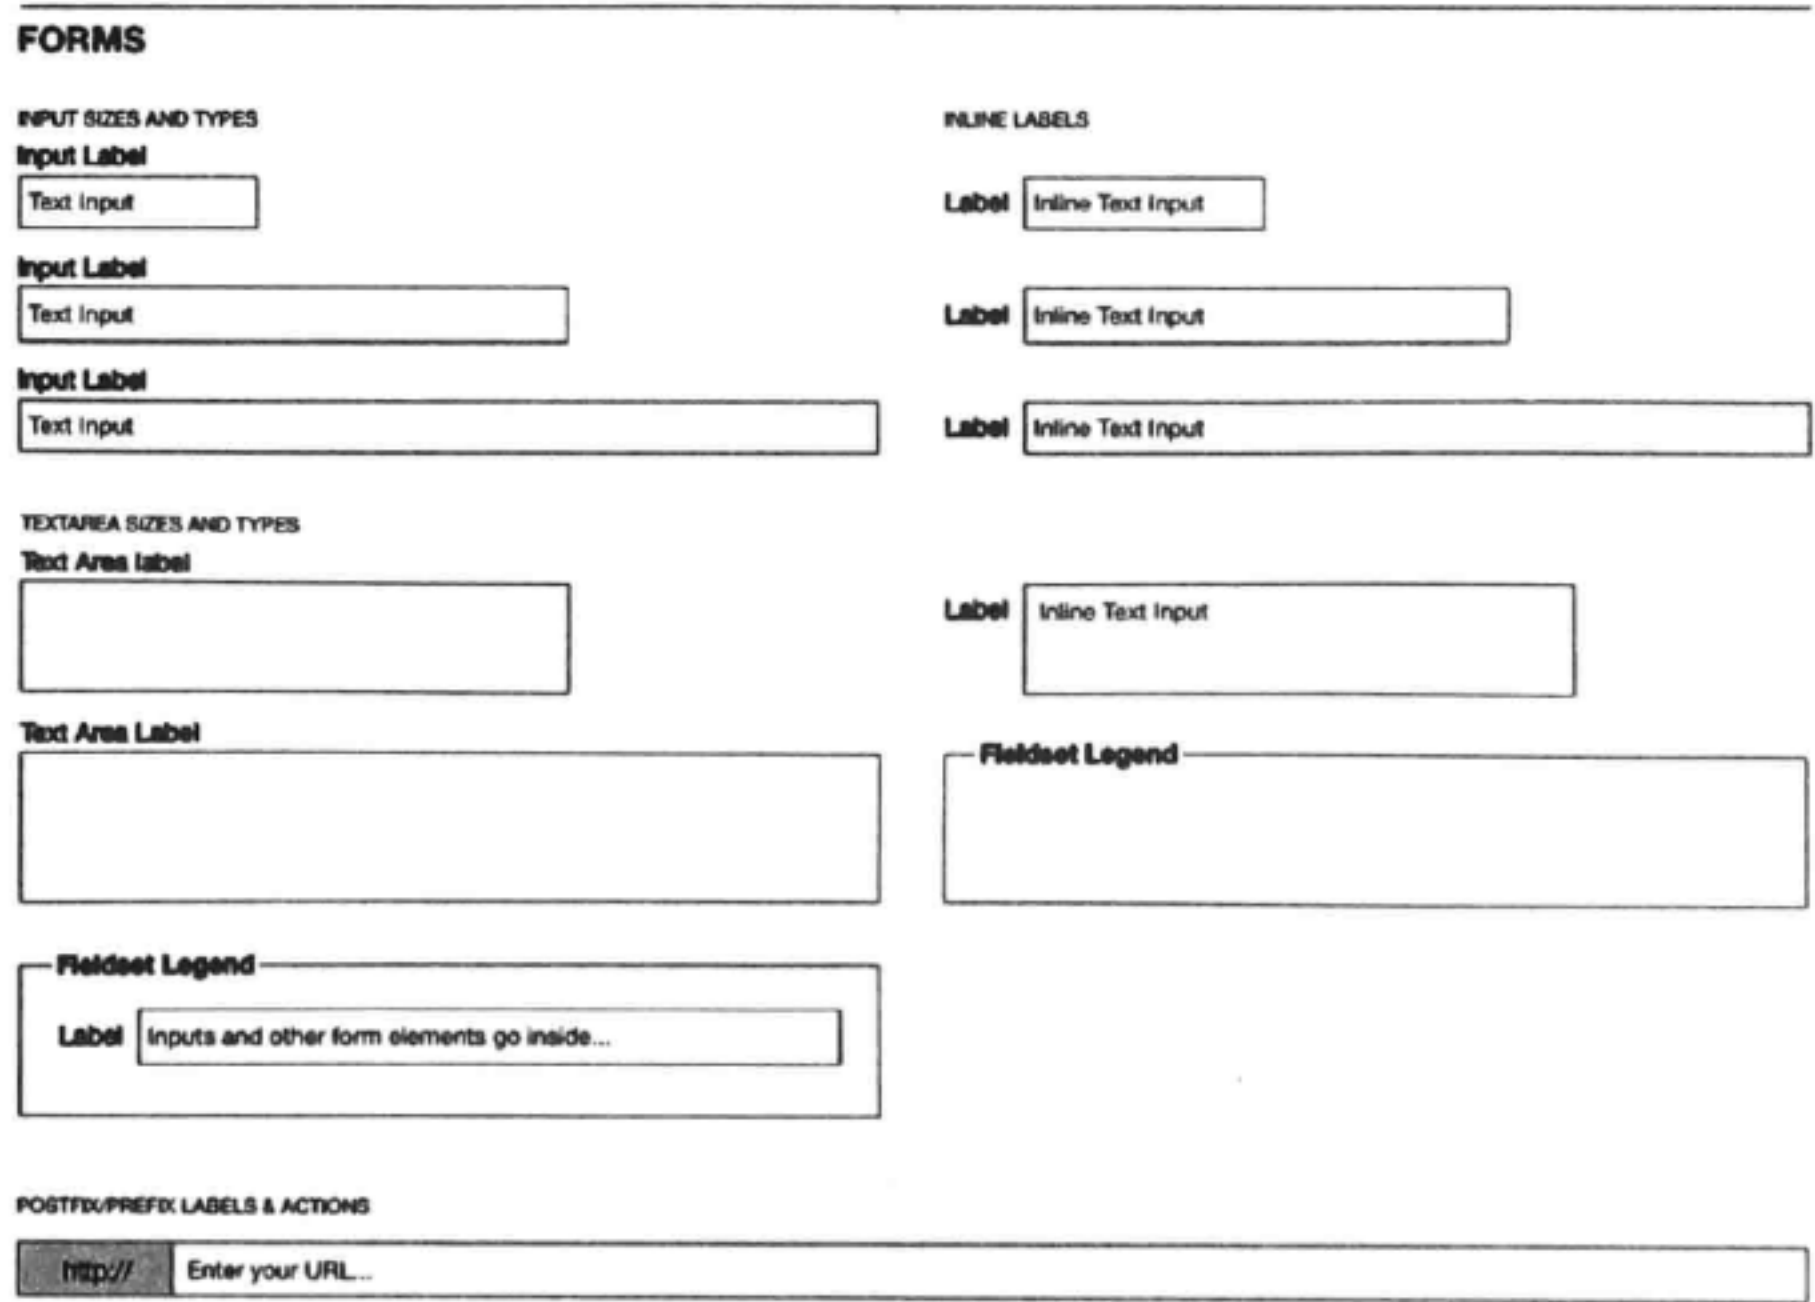 FORMS
INPUT SIZES AND TYPES
Input Label
Text Input
Input Label
Text Input
Input Label
Text Input
INLINE LABELS
Label Inline Text Input
Label Inline Text Input
Label Inline Text Input
TEXTAREA SIZES AND TYPES
Text Area label
Text Area Label
Label Inline Text Input
Fieldset Legend
Fieldset Legend
Label Inputs and other form elements go inside...
POSTFIX/PREFIX LABELS & ACTIONS
http:// Enter your URL...